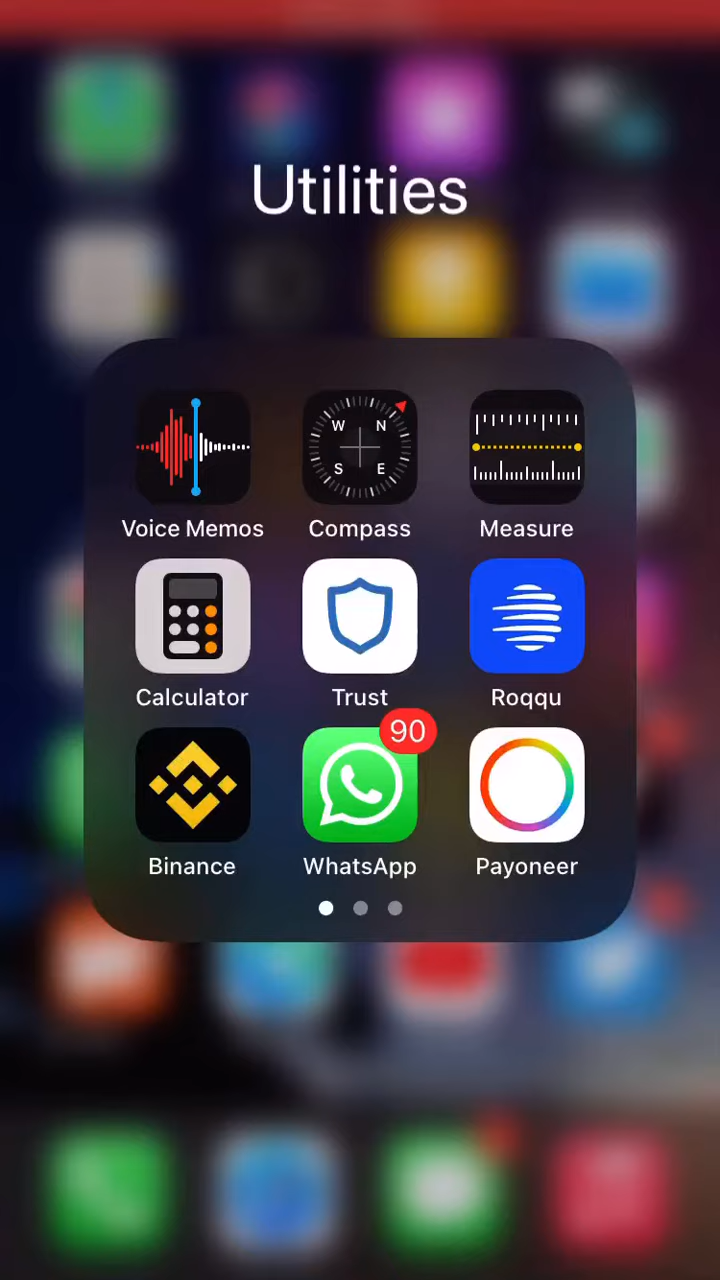 Utilities
W N
S E
Voice Memos Compass Measure
Calculator Trust Roqqu
90
Binance WhatsApp Payoneer